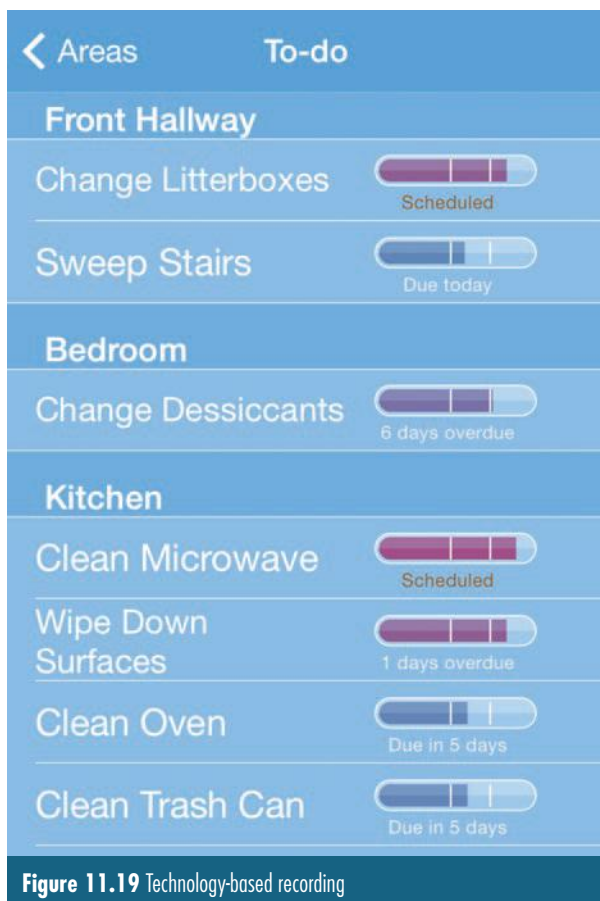 Areas To-do
Front Hallway
Change Litterboxes
Scheduled
Sweep Stairs
Due today
Bedroom
Change Dessiccants
6 days overdue
Kitchen
Clean Microwave
Scheduled
Wipe Down
Surfaces
1 days overdue
Clean Oven
Due in 5 days
Clean Trash Can
Due in 5 days
Figure 11.19 Technology-based recording